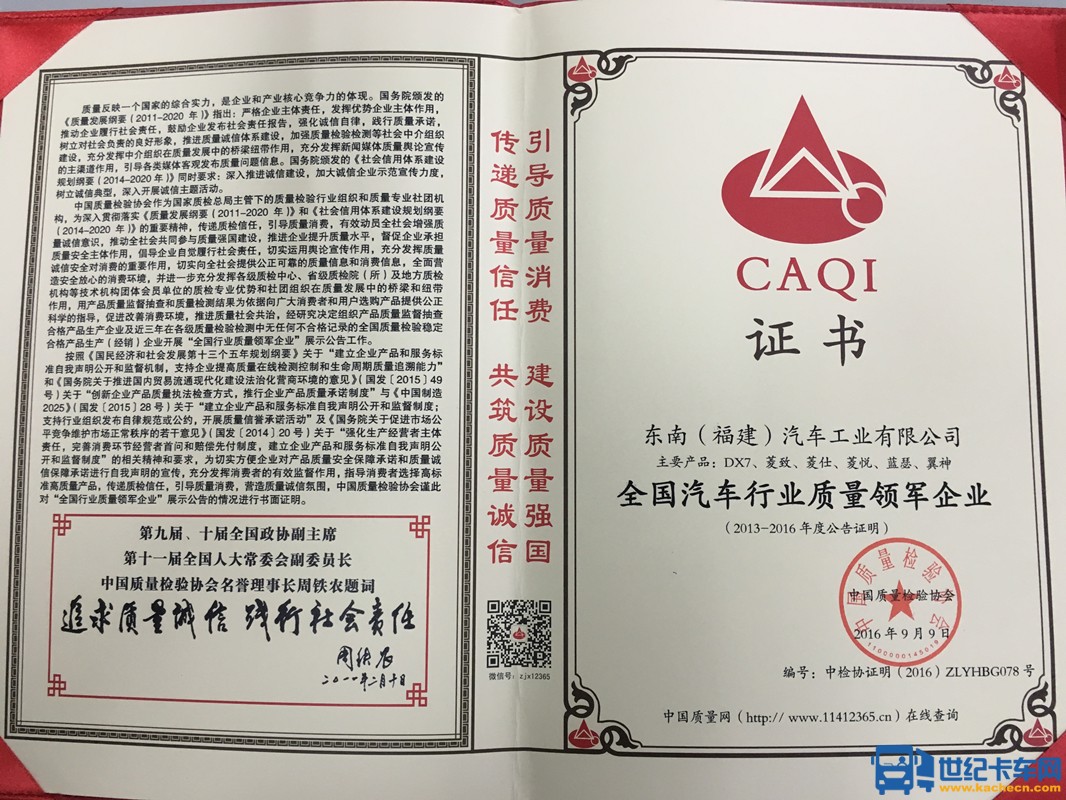 质量反映一个国家的综合实力，是企业和产业核心竞争力的体现。国务院颁发的
《质量发展纲要（2011-2020 年）》指出：严格企业主体责任，发挥优势企业主体作用，
推动企业履行社会责任，鼓励企业发布社会责任报告，强化诚信自律，践行质量承诺，
树立对社会负责的良好形象，推进质量诚信体系建设，加强质量检验检测等社会中介组织
建设，充分发挥中介组织在质量发展中的桥梁纽带作用，充分发挥新闻媒体质量舆论宣传
的主渠道作用，引导各类媒体客观发布质量问题信息。国务院颁发的《社会信用体系建设
规划纲要（2014-2020 年）》同时要求：深入推进诚信建设，加大诚信企业示范宣传力度，
树立诚信典型，深入开展诚信主题活动。
中国质量检验协会作为国家质检总局主管下的质量检验行业组织和质量专业社团机
构，为深入贯彻落实《质量发展纲要（2011-2020 年）》和《社会信用体系建设规划纲要
（2014-2020 年）》的重要精神，传递质检信任，引导质量消费，有效动员全社会增强质
量诚信意识，推动全社会共同参与质量强国建设，推进企业提升质量水平，督促企业承担
质量安全主体作用，倡导企业自觉履行社会责任，切实运用舆论宣传作用，充分发挥质量
诚信安全对消费的重要作用，切实向全社会提供公正可靠的质量信息和消费信息，全面营
造安全放心的消费环境，并进一步充分发挥各级质检中心、省级质检院（所）及地方质检
机构等技术机构团体会员单位的质检专业优势和社团组织在质量发展中的桥梁和纽带
作用，用产品质量监督抽查和质量检测结果为依据向广大消费者和用户选购产品提供公正
科学的指导，促进改善消费环境，推进质量社会共治，经研究决定组织产品质量监督抽查
合格产品生产企业及近三年在各级质量检验检测中无任何不合格记录的全国质量检验稳定
合格产品生产（经销）企业开展“全国行业质量领军企业”展示公告工作。
按照《国民经济和社会发展第十三个五年规划纲要》关于“建立企业产品和服务标
准自我声明公开和监督机制，支持企业提高质量在线检测控制和生命周期质量追溯能力”
和《国务院关于推进国内贸易流通现代化建设法治化营商环境的意见》（国发〔2015〕49
号）关于“创新企业产品质量执法检查方式，推行企业产品质量承诺制度”与《中国制造
2025》（国发〔2015〕28 号）关于“建立企业产品和服务标准自我声明公开和监督制度；
支持行业组织发布自律规范或公约，开展质量信誉承诺活动”及《国务院关于促进市场公
平竞争维护市场正常秩序的若干意见》（国发〔2014〕20 号）关于“强化生产经营者主体
责任，完善消费环节经营者首问和赔偿先付制度，建立企业产品和服务标准自我声明公
开和监督制度”的相关精神和要求，为切实方便企业对产品质量安全保障承诺和质量诚
信保障承诺进行自我声明的宣传，充分发挥消费者的有效监督作用，指导消费者选择高标
准高质量产品，传递质检信任，引导质量消费，营造质量诚信氛围，中国质量检验协会谨此
对“全国行业质量领军企业”展示公告的情况进行书面证明。
第九届、十届全国政协副主席
第十一届全国人大常委会副委员长
中国质量检验协会名誉理事长周铁农题词
追求质量诚信 践行社会责任
周铁农
二〇一一年二月十日
引导质量消费 建设质量强国
传递质量信任 共筑质量诚信
微信号：zjx12365
CAQI
证书
东南（福建）汽车工业有限公司
主要产品：DX7、菱致、菱仕、菱悦、蓝瑟、翼神
全国汽车行业质量领军企业
（2013-2016 年度公告证明）
中国质量检验协会
中国质量检验协会
2016 年 9 月 9 日
1100000014501
编号：中检协证明（2016）ZLYHBG078 号
中国质量网（http:// www.11412365.cn）在线查询
世纪卡车网
www.kachecn.com